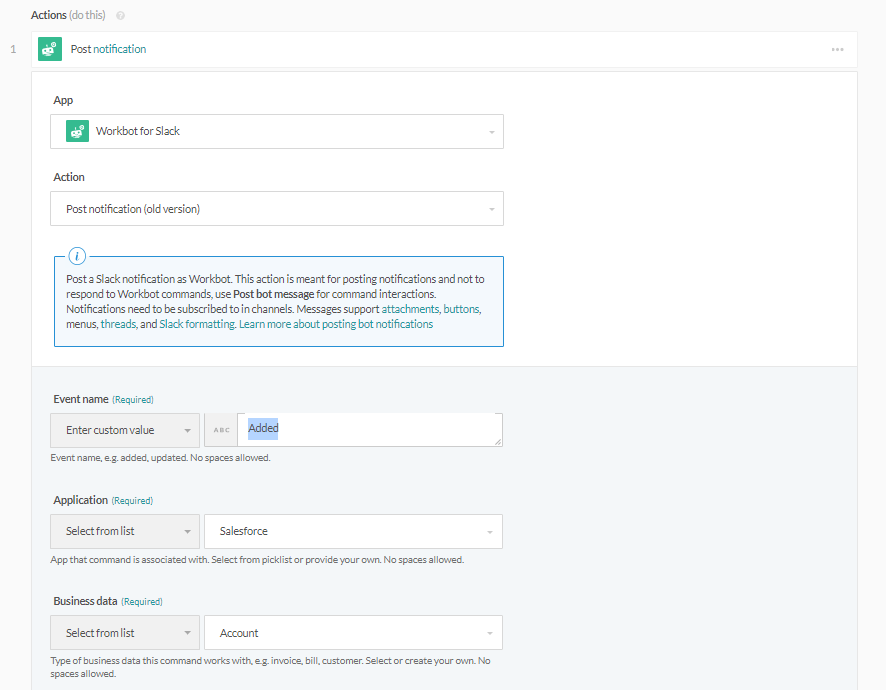 Actions (do this) ?
1 Post notification
App
Workbot for Slack
Action
Post notification (old version)
i
Post a Slack notification as Workbot. This action is meant for posting notifications and not to
respond to Workbot commands, use Post bot message for command interactions.
Notifications need to be subscribed to in channels. Messages support attachments, buttons,
menus, threads, and Slack formatting. Learn more about posting bot notifications
Event name (Required)
Enter custom value ABC Added
Event name, e.g. added, updated. No spaces allowed.
Application (Required)
Select from list Salesforce
App that command is associated with. Select from picklist or provide your own. No spaces allowed.
Business data (Required)
Select from list Account
Type of business data this command works with, e.g. invoice, bill, customer. Select or create your own. No
spaces allowed.